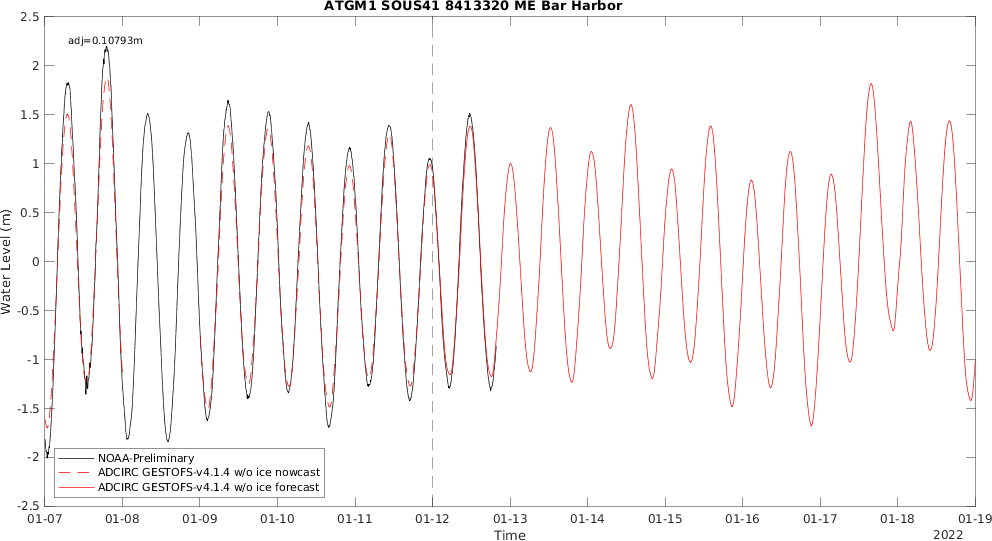 ATGM1 SOUS41 8413320 ME Bar Harbor
adj=0.10793m
2.5
2
1.5
1
0.5
0
-0.5
-1
-1.5
-2
-2.5
Water Level (m)
NOAA-Preliminary
ADCIRC GESTOFS-v4.1.4 w/o ice nowcast
ADCIRC GESTOFS-v4.1.4 w/o ice forecast
01-07 01-08 01-09 01-10 01-11 01-12 01-13 01-14 01-15 01-16 01-17 01-18 01-19
Time
2022